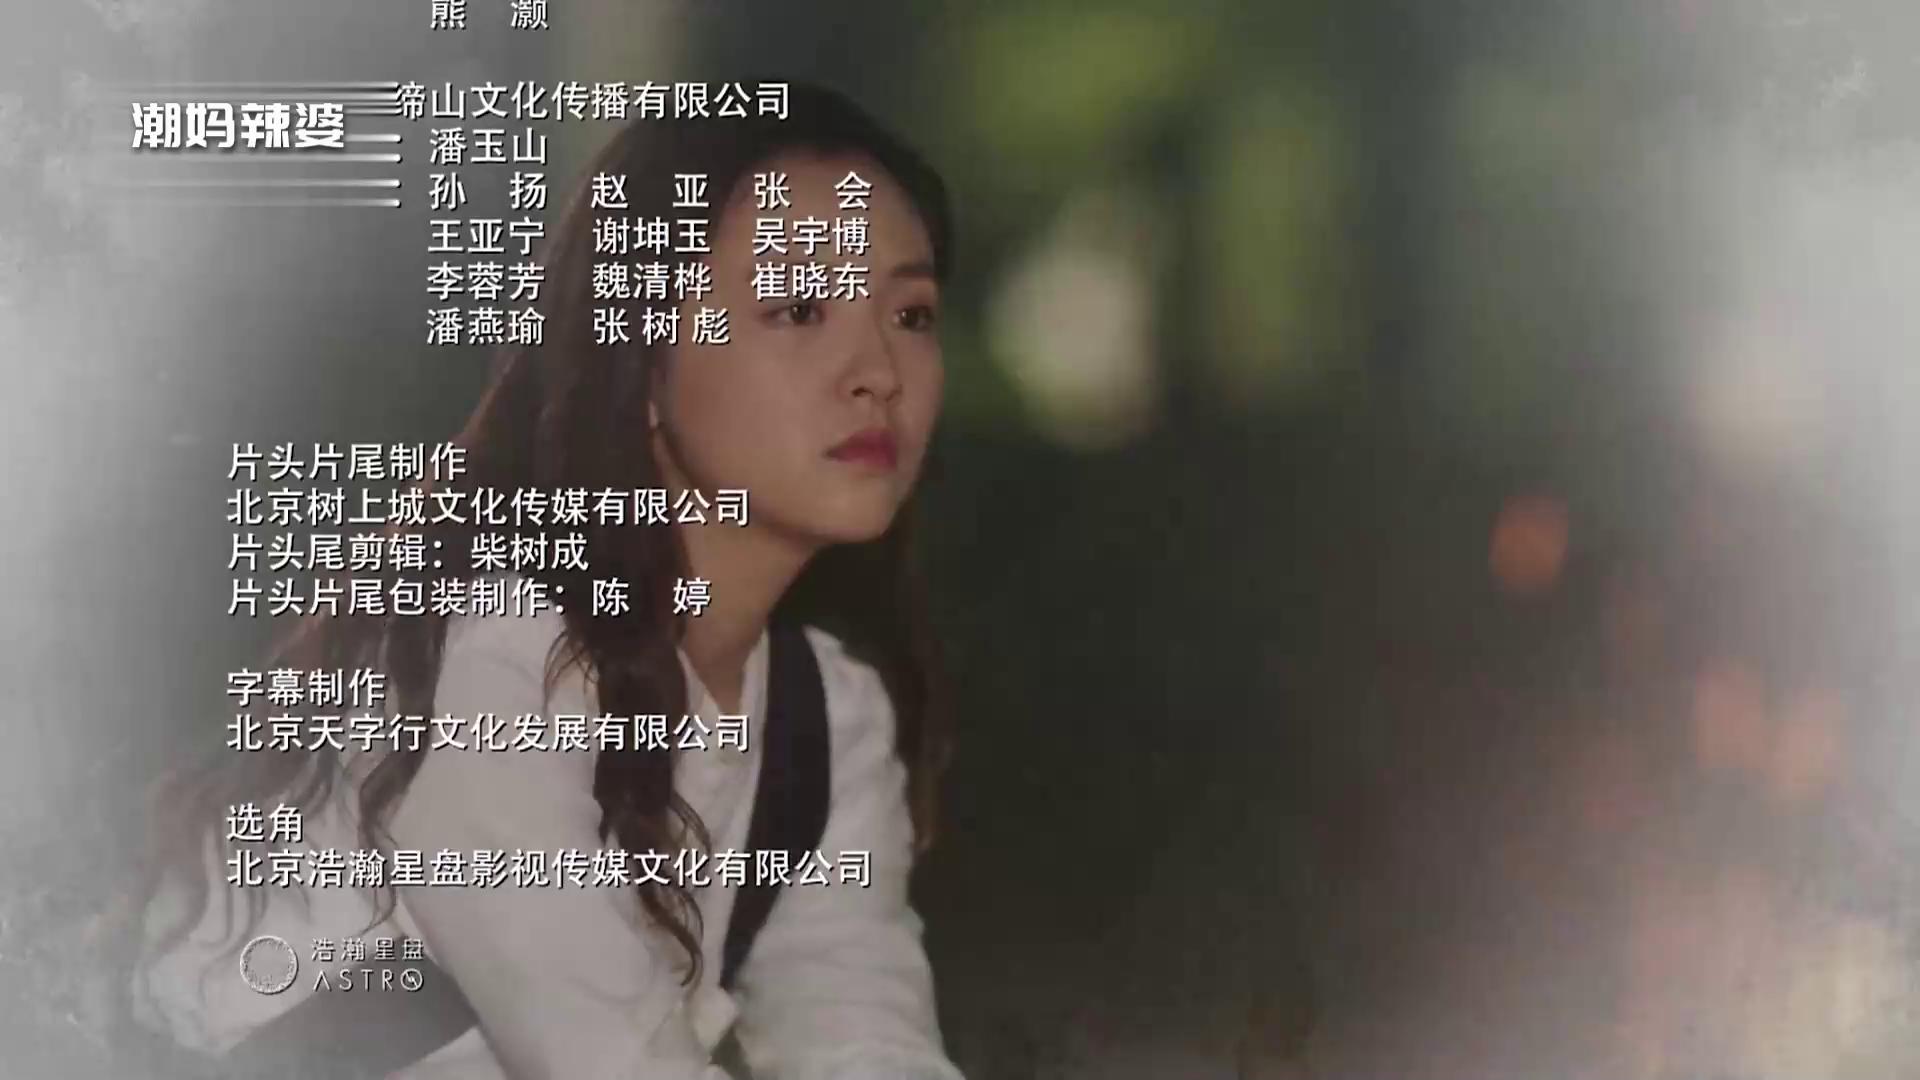 熊 灏
潮妈辣婆
缔山文化传播有限公司
：潘玉山
：孙 扬 赵 亚 张 会
王亚宁 谢坤玉 吴宇博
李蓉芳 魏清桦 崔晓东
潘燕瑜 张树彪
片头片尾制作
北京树上城文化传媒有限公司
片头尾剪辑：柴树成
片头片尾包装制作：陈 婷
字幕制作
北京天字行文化发展有限公司
选角
北京浩瀚星盘影视传媒文化有限公司
浩瀚星盘
ASTRO